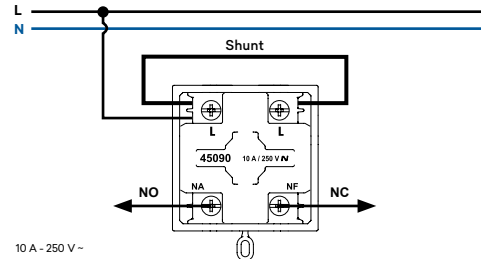 L
N
Shunt
L L
45090 10 A / 250 V ~
NO NA NF NC
10 A - 250 V ~